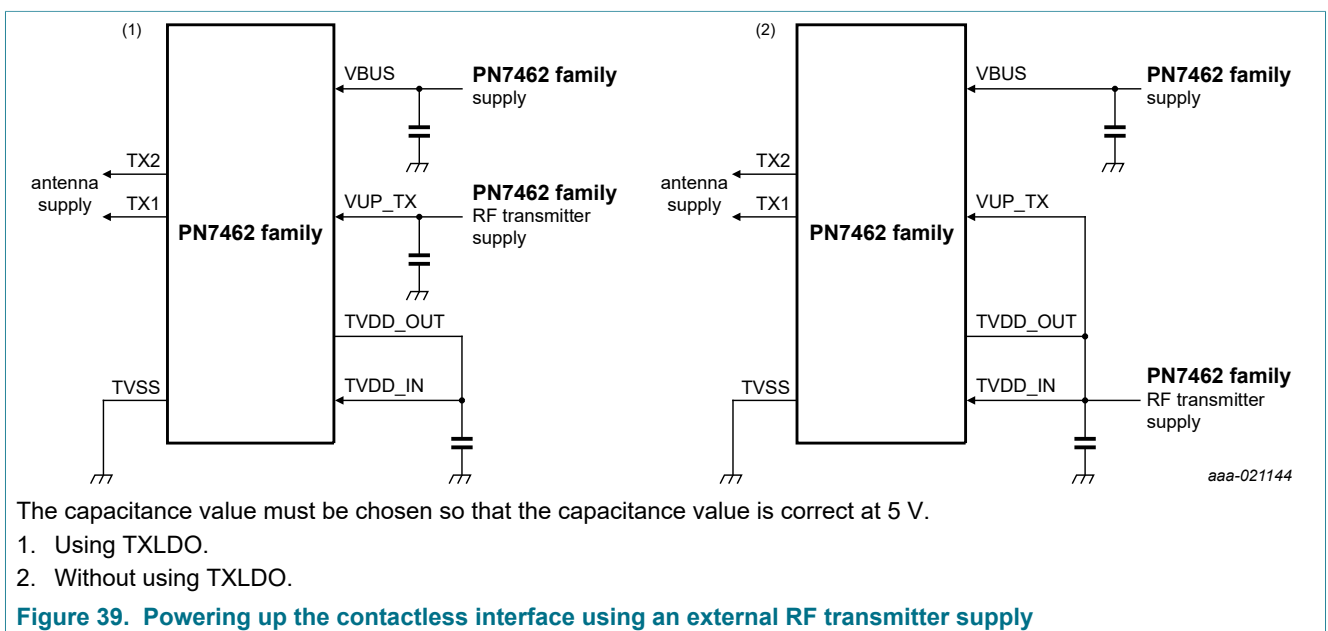 (1)
VBUS
PN7462 family
supply
TX2
antenna
supply
TX1
VUP_TX
PN7462 family
RF transmitter
supply
PN7462 family
TVDD_OUT
TVSS
TVDD_IN
(2)
VBUS
PN7462 family
supply
TX2
antenna
supply
TX1
VUP_TX
PN7462 family
TVDD_OUT
TVSS
TVDD_IN
PN7462 family
RF transmitter
supply
aaa-021144
The capacitance value must be chosen so that the capacitance value is correct at 5 V.
1. Using TXLDO.
2. Without using TXLDO.
Figure 39. Powering up the contactless interface using an external RF transmitter supply